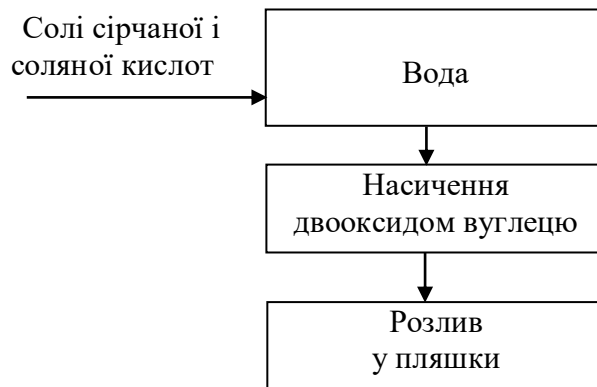 Солі сірчаної і
соляної кислот
Вода
Насичення
двооксидом вуглецю
Розлив
у пляшки